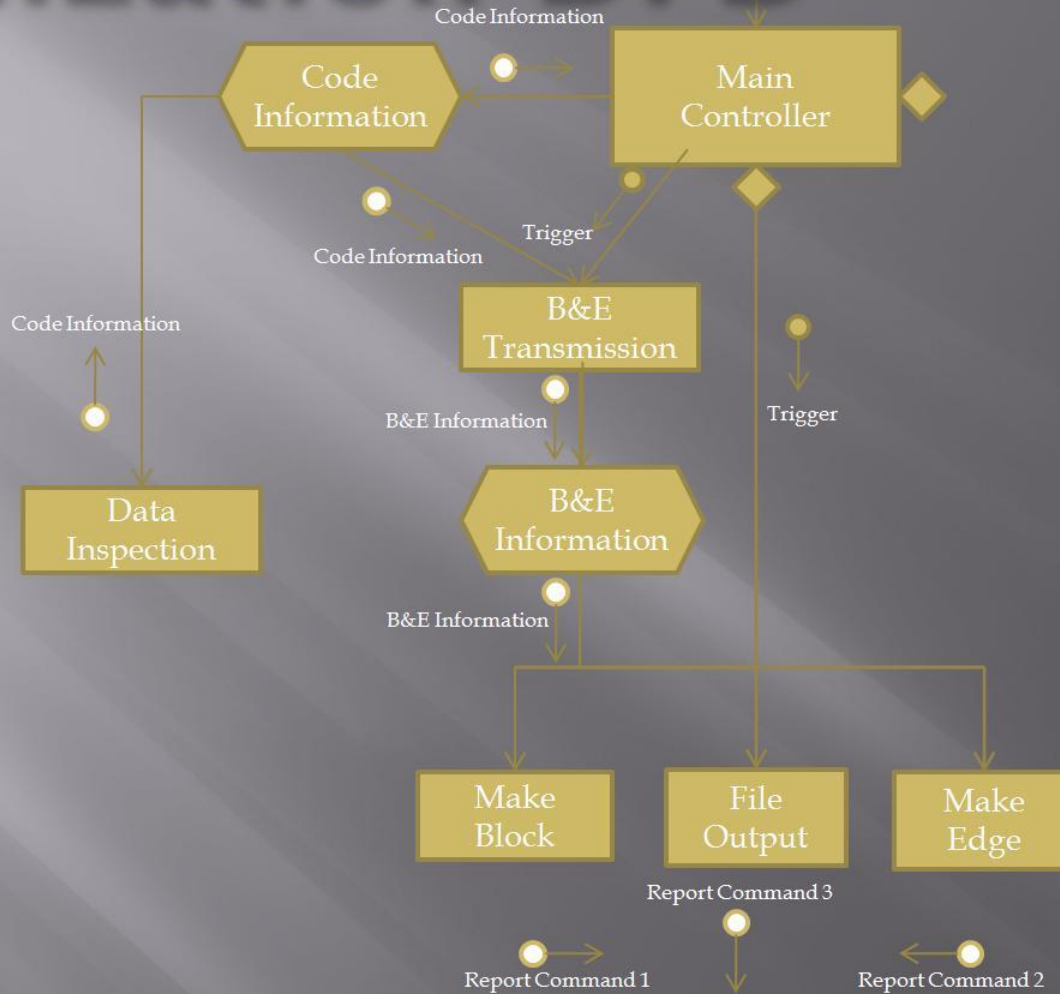 Code Information
Code
Information
Main
Controller
Code Information
Trigger
Code Information
B&E
Transmission
B&E Information
Trigger
Data
Inspection
B&E
Information
B&E Information
Make
Block
File
Output
Make
Edge
Report Command 3
Report Command 1
Report Command 2